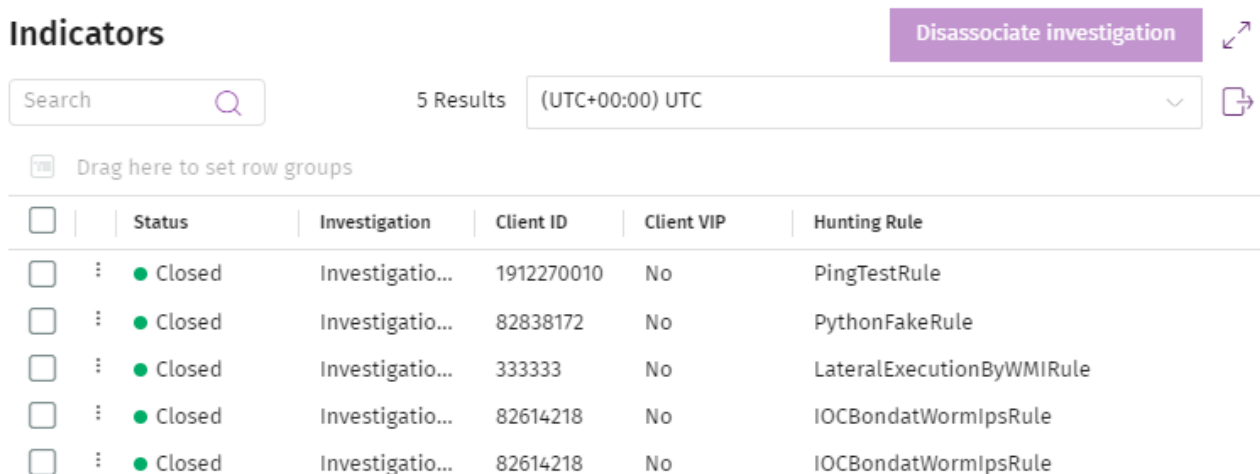 Indicators
Disassociate investigation
Search
5 Results
(UTC+00:00) UTC
Drag here to set row groups
Status Investigation Client ID Client VIP Hunting Rule
Closed Investigatio... 1912270010 No PingTestRule
Closed Investigatio... 82838172 No PythonFakeRule
Closed Investigatio... 333333 No LateralExecutionByWMIRule
Closed Investigatio... 82614218 No IOCBondatWormIpsRule
Closed Investigatio... 82614218 No IOCBondatWormIpsRule